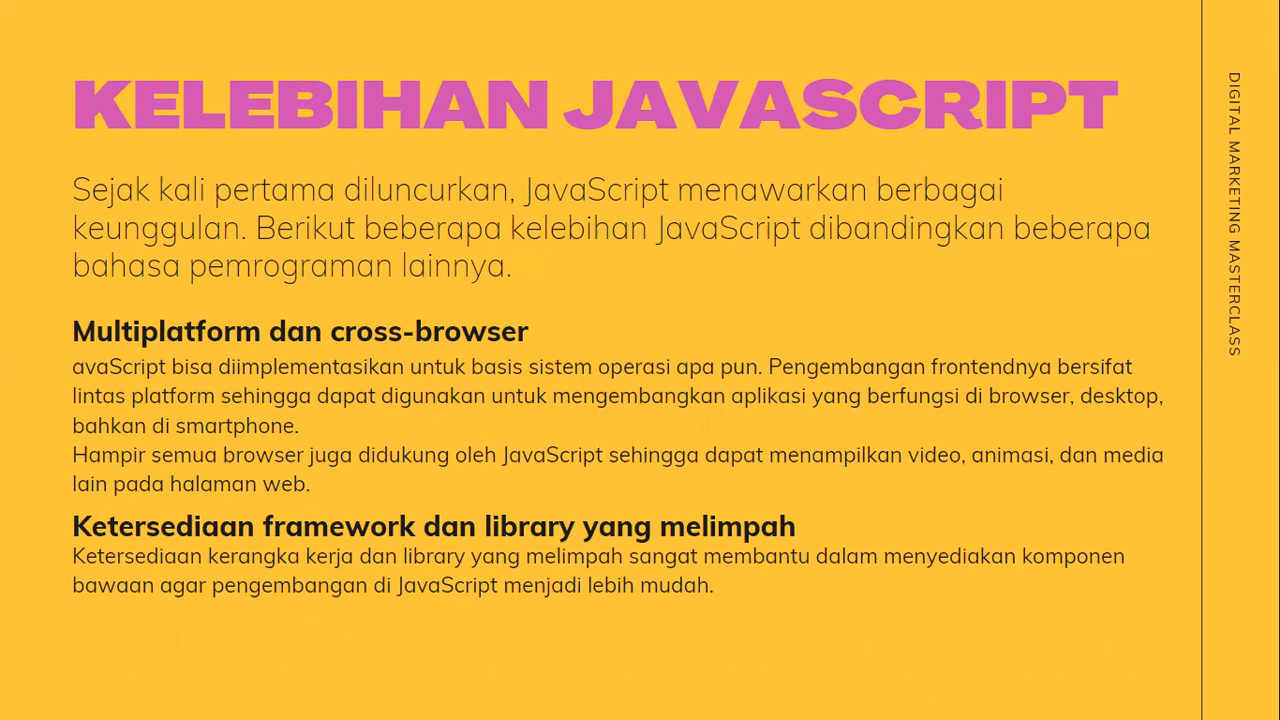 KELEBIHAN JAVASCRIPT
Sejak kali pertama diluncurkan, JavaScript menawarkan berbagai
keunggulan. Berikut beberapa kelebihan JavaScript dibandingkan beberapa
bahasa pemrograman lainnya.
Multiplatform dan cross-browser
avaScript bisa diimplementasikan untuk basis sistem operasi apa pun. Pengembangan frontendnya bersifat
lintas platform sehingga dapat digunakan untuk mengembangkan aplikasi yang berfungsi di browser, desktop,
bahkan di smartphone.
Hampir semua browser juga didukung oleh JavaScript sehingga dapat menampilkan video, animasi, dan media
lain pada halaman web.
Ketersediaan framework dan library yang melimpah
Ketersediaan kerangka kerja dan library yang melimpah sangat membantu dalam menyediakan komponen
bawaan agar pengembangan di JavaScript menjadi lebih mudah.
DIGITAL MARKETING MASTERCLASS